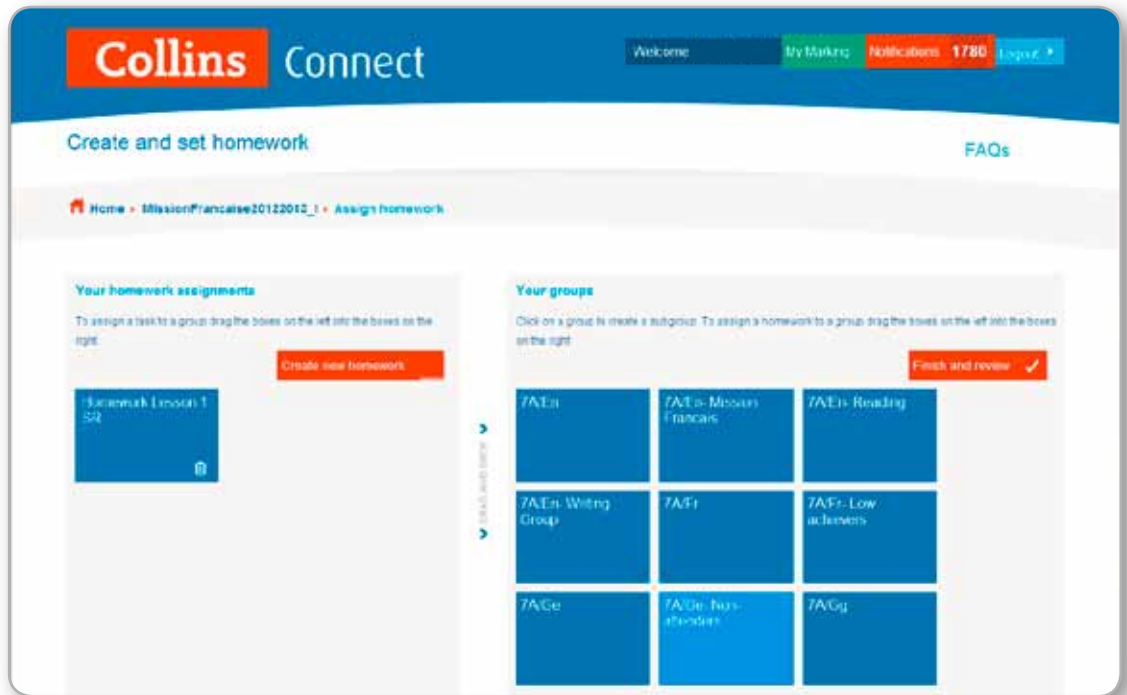 Collins Connect
Welcome
My Marking
Notifications 1780
Logout
Create and set homework
FAQs
Home
MissionFrancaise20122012_
Assign homework
Your homework assignments
To assign a task to a group drag the boxes on the left into the boxes on the
right.
Create new homework
Homework Lesson 1
SR
DRAG AND DROP
Your groups
Click on a group to create a subgroup. To assign a homework to a group drag the boxes on the left into the boxes
on the right
Finish and review
7A/En
7A/En- Mission
Francais
7A/En- Reading
7A/En- Writing
Group
7A/Fr
7A/Fr- Low
achievers
7A/Ge
7A/Ge- Non-
attenders
7A/Gg